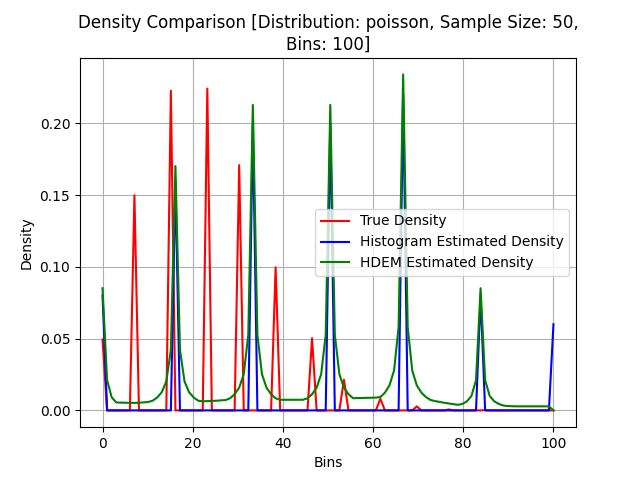 Density Comparison [Distribution: poisson, Sample Size: 50,
Bins: 100]
Density
0.20
0.15
0.10
0.05
0.00
True Density
Histogram Estimated Density
HDEM Estimated Density
0 20 40 60 80 100
Bins